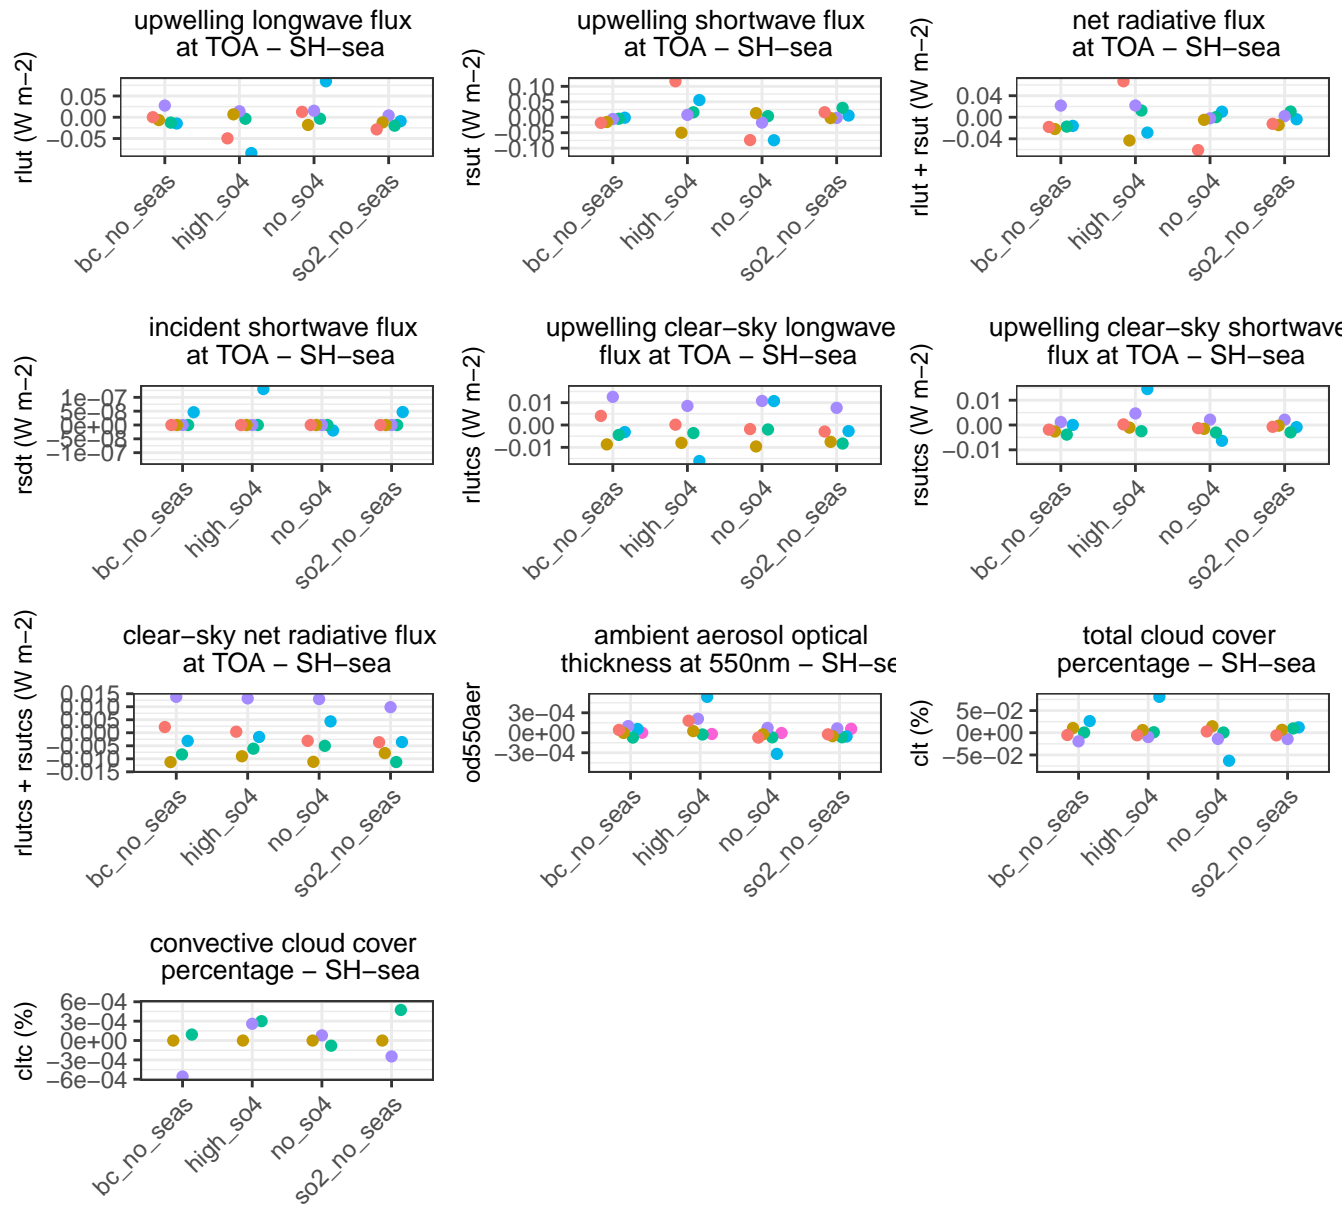 upwelling longwave flux
at TOA − SH−sea
rlut (W m−2)
0.05
0.00
−0.05
bc_no_seas
high_so4
no_so4
so2_no_seas
upwelling shortwave flux
at TOA − SH−sea
rsut (W m−2)
0.10
0.05
0.00
−0.05
−0.10
bc_no_seas
high_so4
no_so4
so2_no_seas
net radiative flux
at TOA − SH−sea
rlut + rsut (W m−2)
0.04
0.00
−0.04
bc_no_seas
high_so4
no_so4
so2_no_seas
incident shortwave flux
at TOA − SH−sea
rsdt (W m−2)
1e−07
5e−08
0e+00
−5e−08
−1e−07
bc_no_seas
high_so4
no_so4
so2_no_seas
upwelling clear−sky longwave
flux at TOA − SH−sea
rlutcs (W m−2)
0.01
0.00
−0.01
bc_no_seas
high_so4
no_so4
so2_no_seas
upwelling clear−sky shortwave
flux at TOA − SH−sea
rsutcs (W m−2)
0.01
0.00
−0.01
bc_no_seas
high_so4
no_so4
so2_no_seas
clear−sky net radiative flux
at TOA − SH−sea
rlutcs + rsutcs (W m−2)
0.015
0.010
0.005
0.000
−0.005
−0.010
−0.015
bc_no_seas
high_so4
no_so4
so2_no_seas
ambient aerosol optical
thickness at 550nm − SH−se
od550aer
3e−04
0e+00
−3e−04
bc_no_seas
high_so4
no_so4
so2_no_seas
total cloud cover
percentage − SH−sea
clt (%)
5e−02
0e+00
−5e−02
bc_no_seas
high_so4
no_so4
so2_no_seas
convective cloud cover
percentage − SH−sea
cltc (%)
6e−04
3e−04
0e+00
−3e−04
−6e−04
bc_no_seas
high_so4
no_so4
so2_no_seas